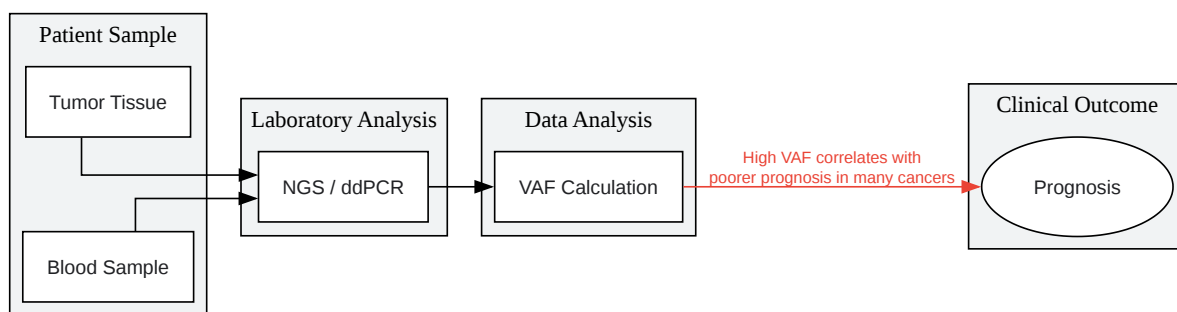 Patient Sample
Tumor Tissue
Blood Sample
Laboratory Analysis
NGS / ddPCR
Data Analysis
VAF Calculation
High VAF correlates with
poorer prognosis in many cancers
Clinical Outcome
Prognosis